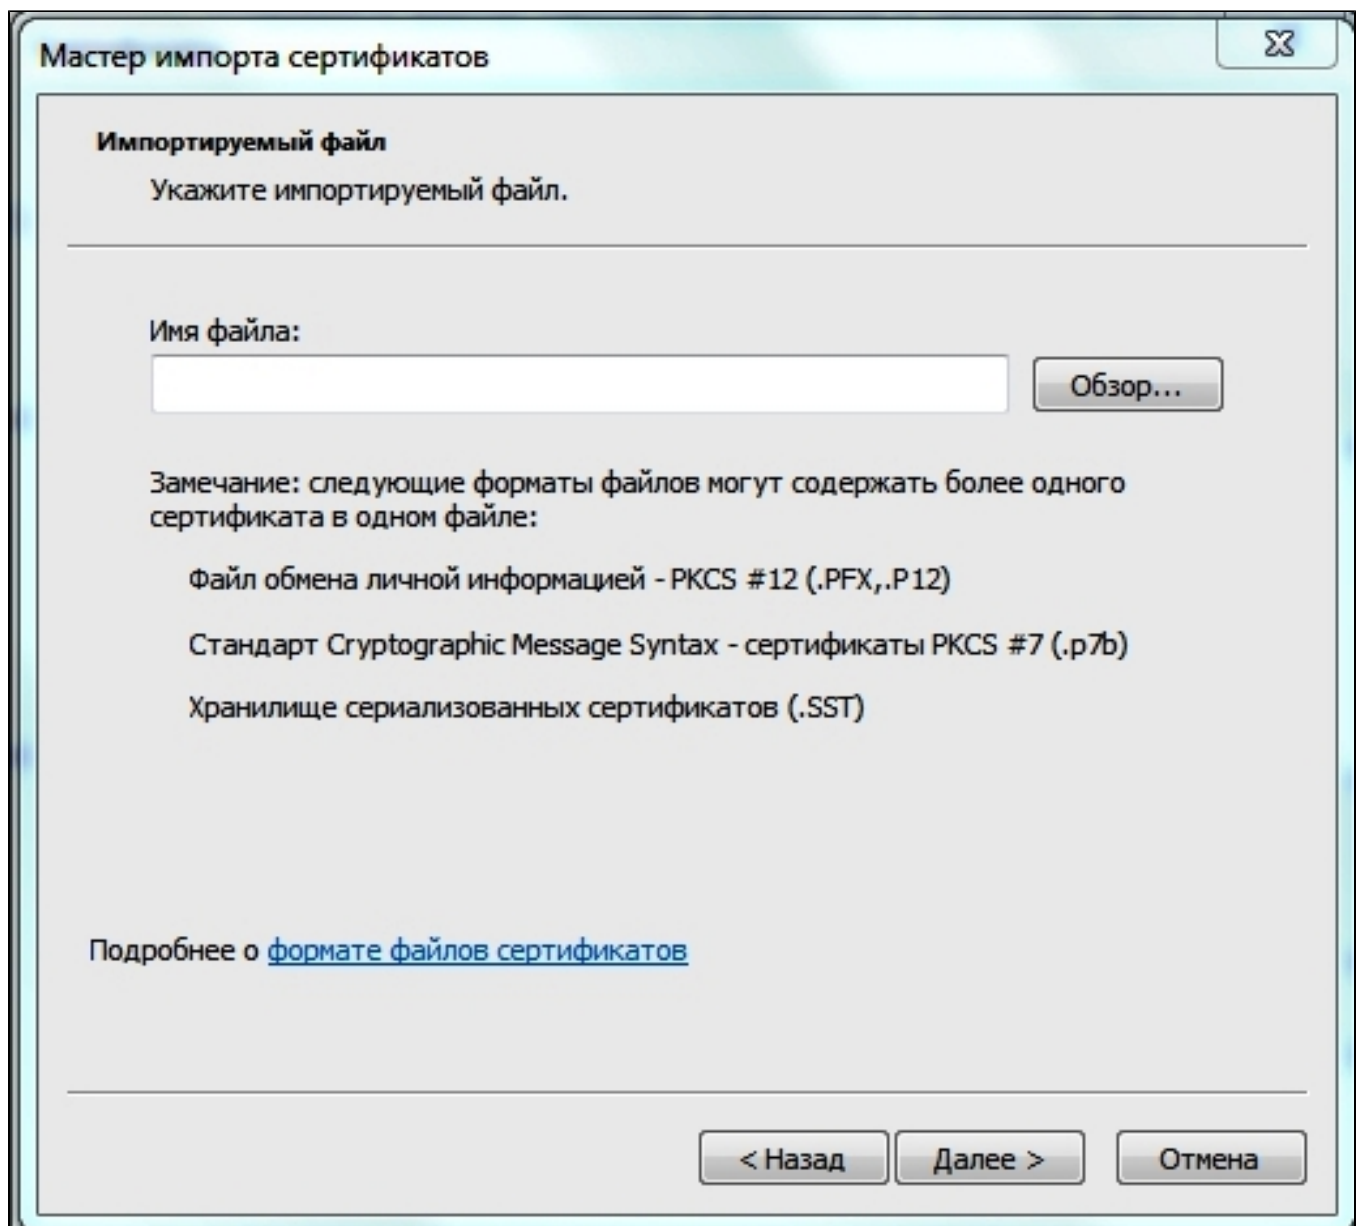 Мастер импорта сертификатов
Импортируемый файл
Укажите импортируемый файл.
Имя файла:
Обзор...
Замечание: следующие форматы файлов могут содержать более одного
сертификата в одном файле:
Файл обмена личной информацией - PKCS #12 (.PFX,.P12)
Стандарт Cryptographic Message Syntax - сертификаты PKCS #7 (.p7b)
Хранилище сериализованных сертификатов (.SST)
Подробнее о формате файлов сертификатов
< Назад
Далее >
Отмена